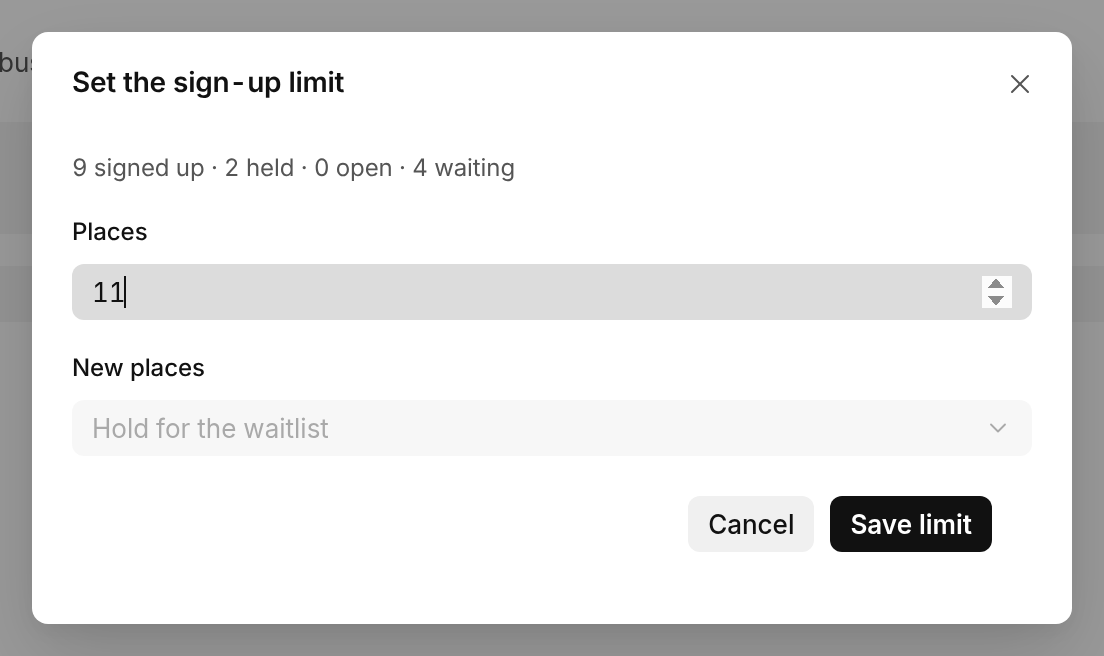 Set the sign-up limit
9 signed up · 2 held · 0 open · 4 waiting
Places
11
New places
Hold for the waitlist
Cancel
Save limit